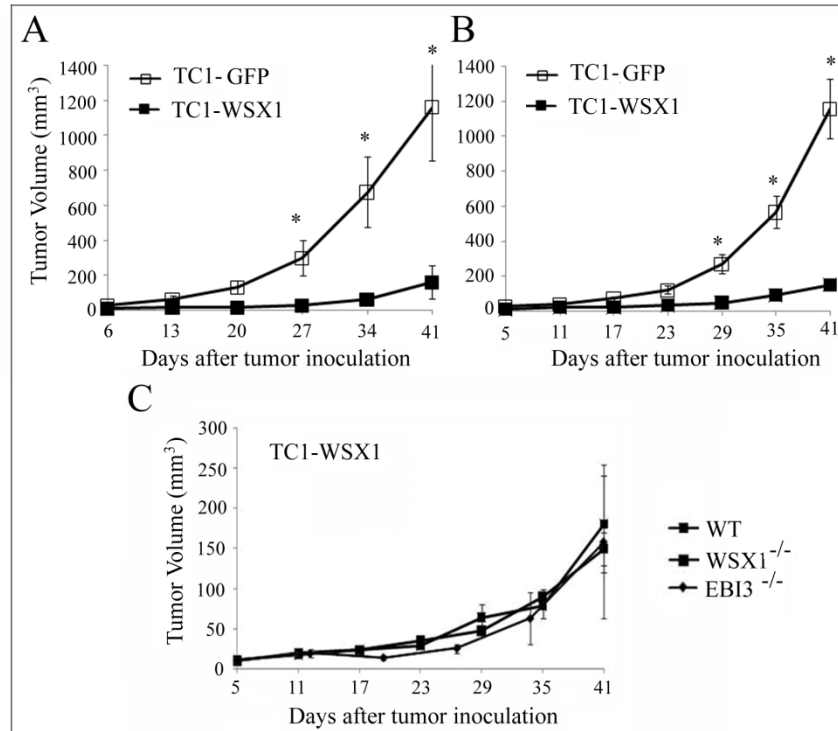 A
B
* * *
* * *
TC1-GFP
TC1-WSX1
TC1-GFP
TC1-WSX1
Tumor Volume (mm³)
1400
1200
1000
800
600
400
200
0
1400
1200
1000
800
600
400
200
0
6 13 20 27 34 41
5 11 17 23 29 35 41
Days after tumor inoculation
Days after tumor inoculation
C
Tumor Volume (mm³)
300
250
200
150
100
50
0
TC1-WSX1
5 11 17 23 29 35 41
Days after tumor inoculation
WT
WSX1⁻/⁻
EBI3 ⁻/⁻